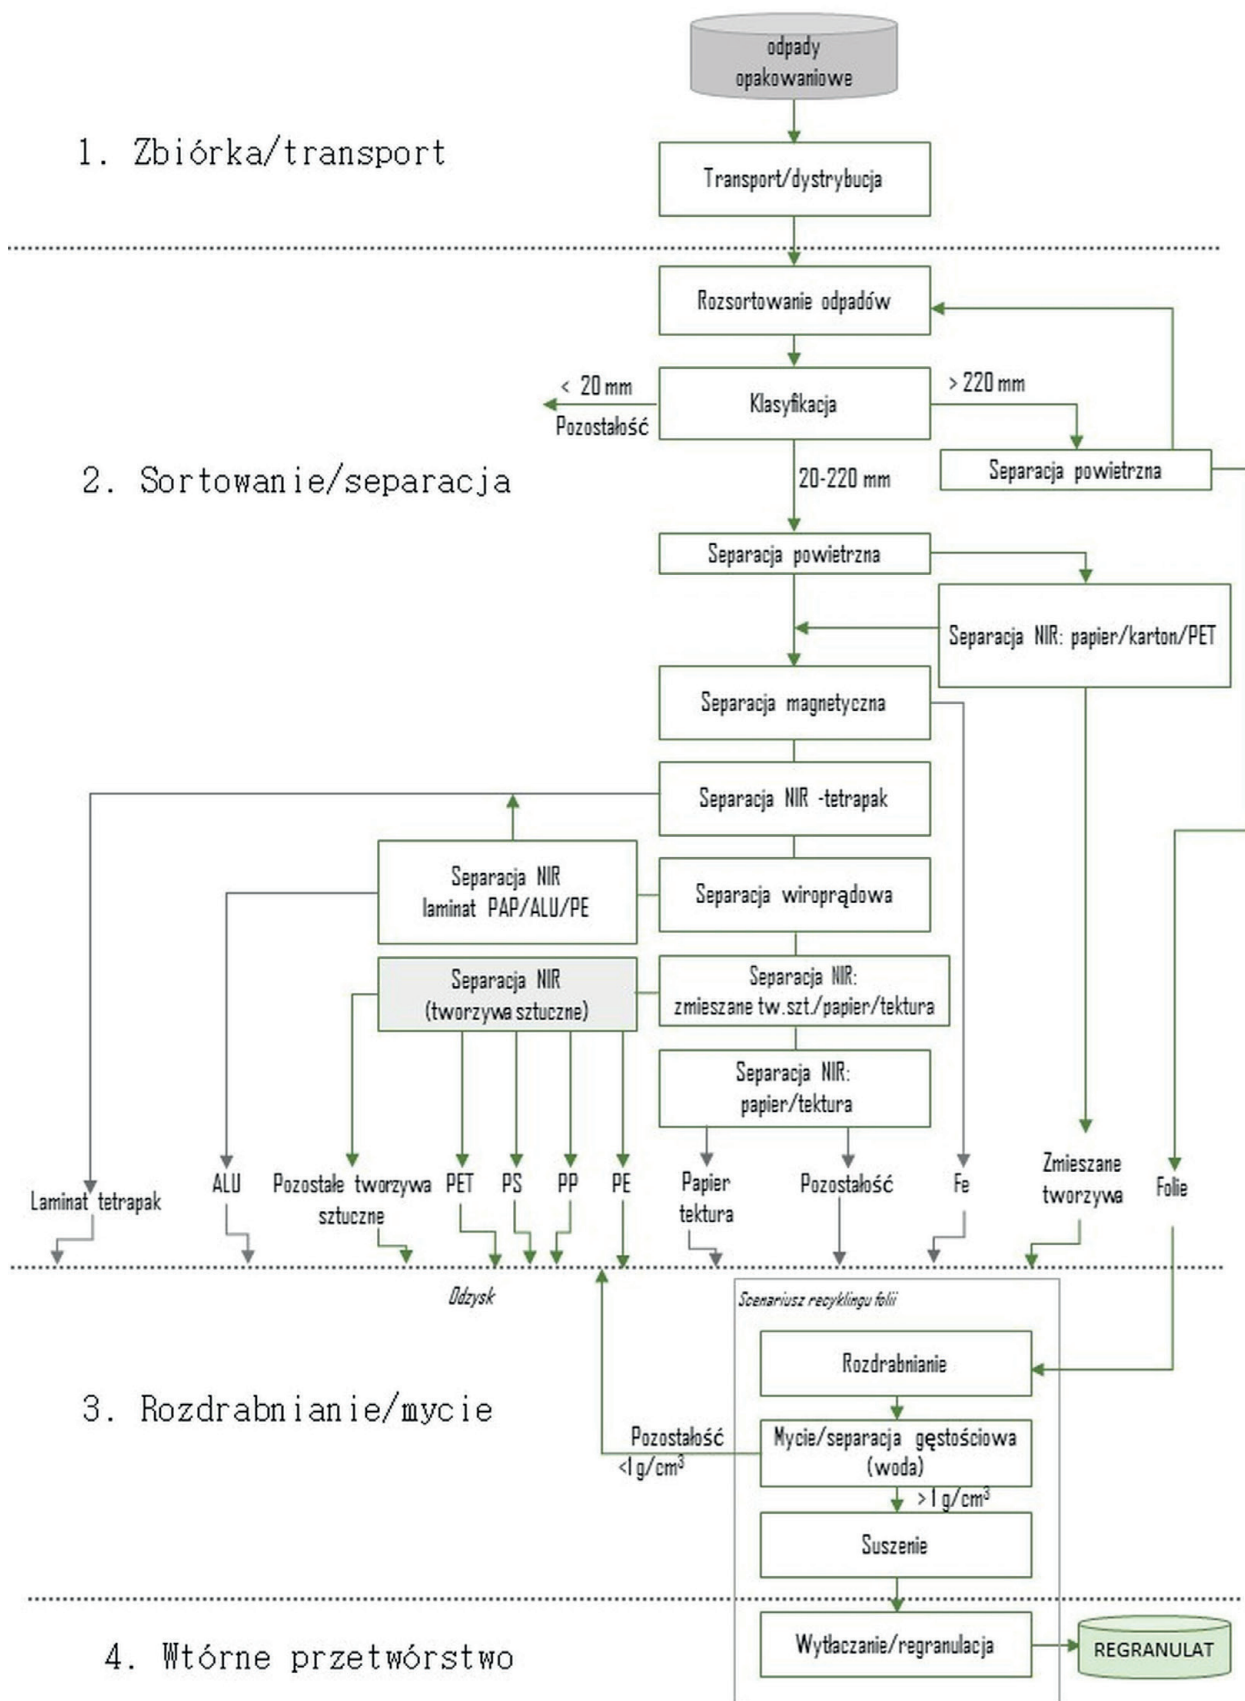 odpady
opakowaniowe
1. Zbiórka/transport
Transport/dystrybucja
Rozsortowanie odpadów
< 20 mm
Pozostałość
Klasyfikacja
> 220 mm
2. Sortowanie/separacja
20-220 mm
Separacja powietrzna
Separacja powietrzna
Separacja NIR: papier/karton/PET
Separacja magnetyczna
Separacja NIR -tetrapak
Separacja NIR
laminat PAP/ALU/PE
Separacja wiroprądowa
Separacja NIR
(tworzywa sztuczne)
Separacja NIR:
zmieszane tw.szt./papier/tektura
Separacja NIR:
papier/tektura
Laminat tetrapak
ALU
Pozostałe tworzywa
sztuczne
PET
PS
PP
PE
Papier
tektura
Pozostałość
Fe
Zmieszane
tworzywa
Folie
Odzysk
Scenariusz recyklingu folii
Rozdrabnianie
3. Rozdrabnianie/mycie
Pozostałość
<1 g/cm³
Mycie/separacja gęstościowa
(woda)
> 1 g/cm³
Suszenie
4. Wtórne przetwórstwo
Wytłaczanie/regranulacja
REGRANULAT